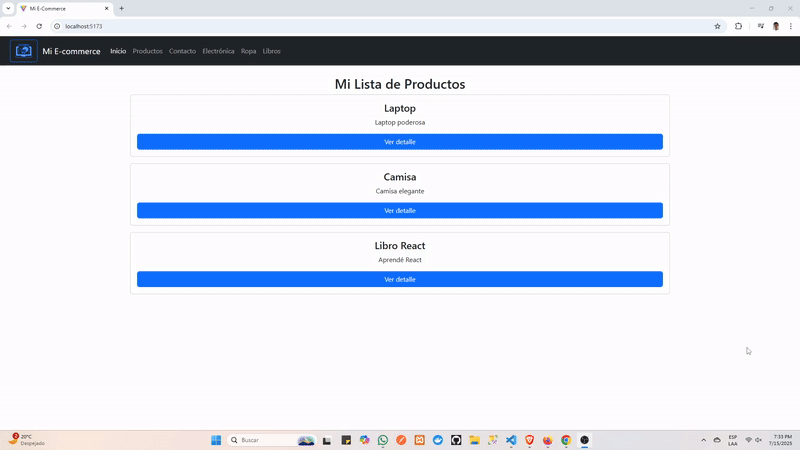 Mi E-Commerce
localhost:5173
Mi E-commerce Inicio Productos Contacto Electrónica Ropa Libros
Mi Lista de Productos
Laptop
Laptop poderosa
Ver detalle
Camisa
Camisa elegante
Ver detalle
Libro React
Aprendé React
Ver detalle
2
20°C
Despejado
Buscar
ESP
LAA
7:33 PM
7/15/2025